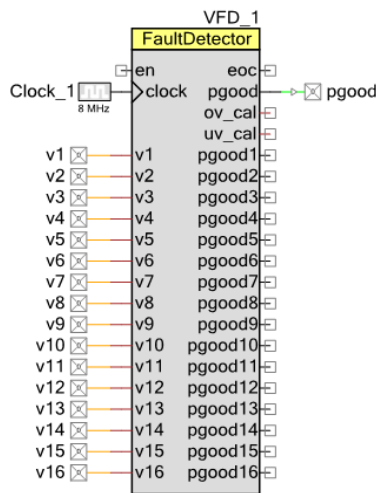 VFD_1
FaultDetector
en eoc
Clock_1 8 MHz clock pgood pgood
ov_cal
uv_cal
v1 v1 pgood1
v2 v2 pgood2
v3 v3 pgood3
v4 v4 pgood4
v5 v5 pgood5
v6 v6 pgood6
v7 v7 pgood7
v8 v8 pgood8
v9 v9 pgood9
v10 v10 pgood10
v11 v11 pgood11
v12 v12 pgood12
v13 v13 pgood13
v14 v14 pgood14
v15 v15 pgood15
v16 v16 pgood16